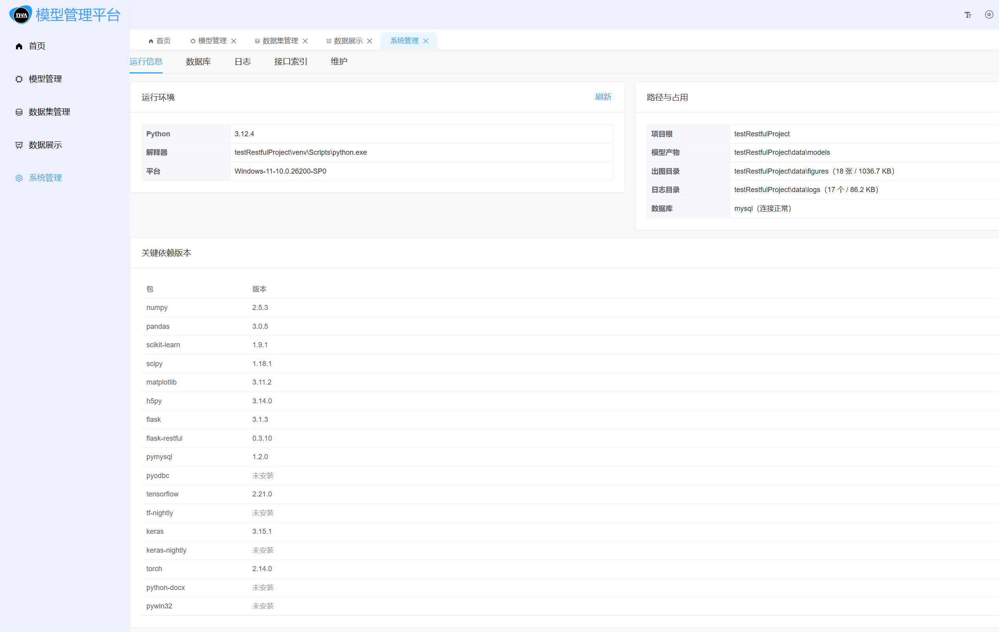 DVA 模型管理平台
中
首页
模型管理
数据集管理
数据展示
系统管理
首页 模型管理 数据集管理 数据展示 系统管理
运行信息 数据库 日志 接口索引 维护
运行环境 刷新
Python 3.12.4
解释器 testRestfulProject\venv\Scripts\python.exe
平台 Windows-11-10.0.26200-SP0
路径与占用
项目根 testRestfulProject
模型产物 testRestfulProject\data\models
出图目录 testRestfulProject\data\figures（18 张 / 1036.7 KB）
日志目录 testRestfulProject\data\logs（17 个 / 86.2 KB）
数据库 mysql（连接正常）
关键依赖版本
包 版本
numpy 2.5.3
pandas 3.0.5
scikit-learn 1.9.1
scipy 1.18.1
matplotlib 3.11.2
h5py 3.14.0
flask 3.1.3
flask-restful 0.3.10
pymysql 1.2.0
pyodbc 未安装
tensorflow 2.21.0
tf-nightly 未安装
keras 3.15.1
keras-nightly 未安装
torch 2.14.0
python-docx 未安装
pywin32 未安装